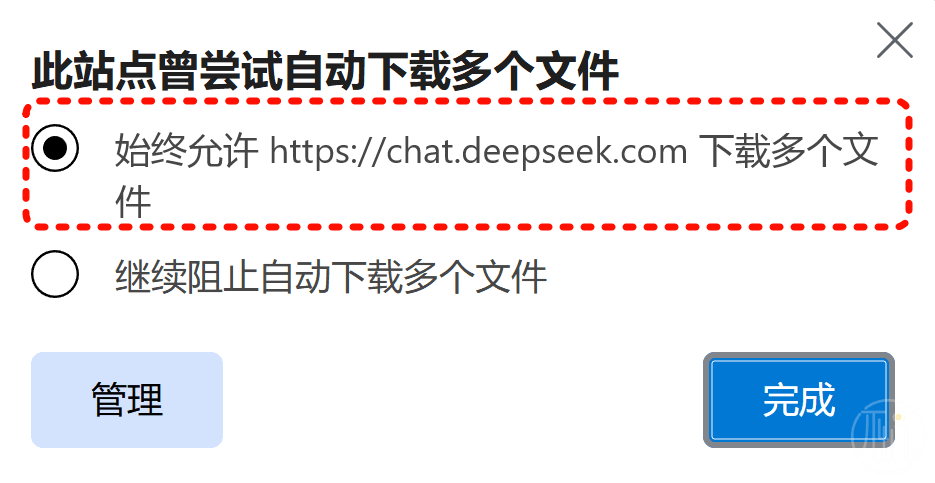 此站点曾尝试自动下载多个文件
始终允许 https://chat.deepseek.com 下载多个文
件
继续阻止自动下载多个文件
管理
完成